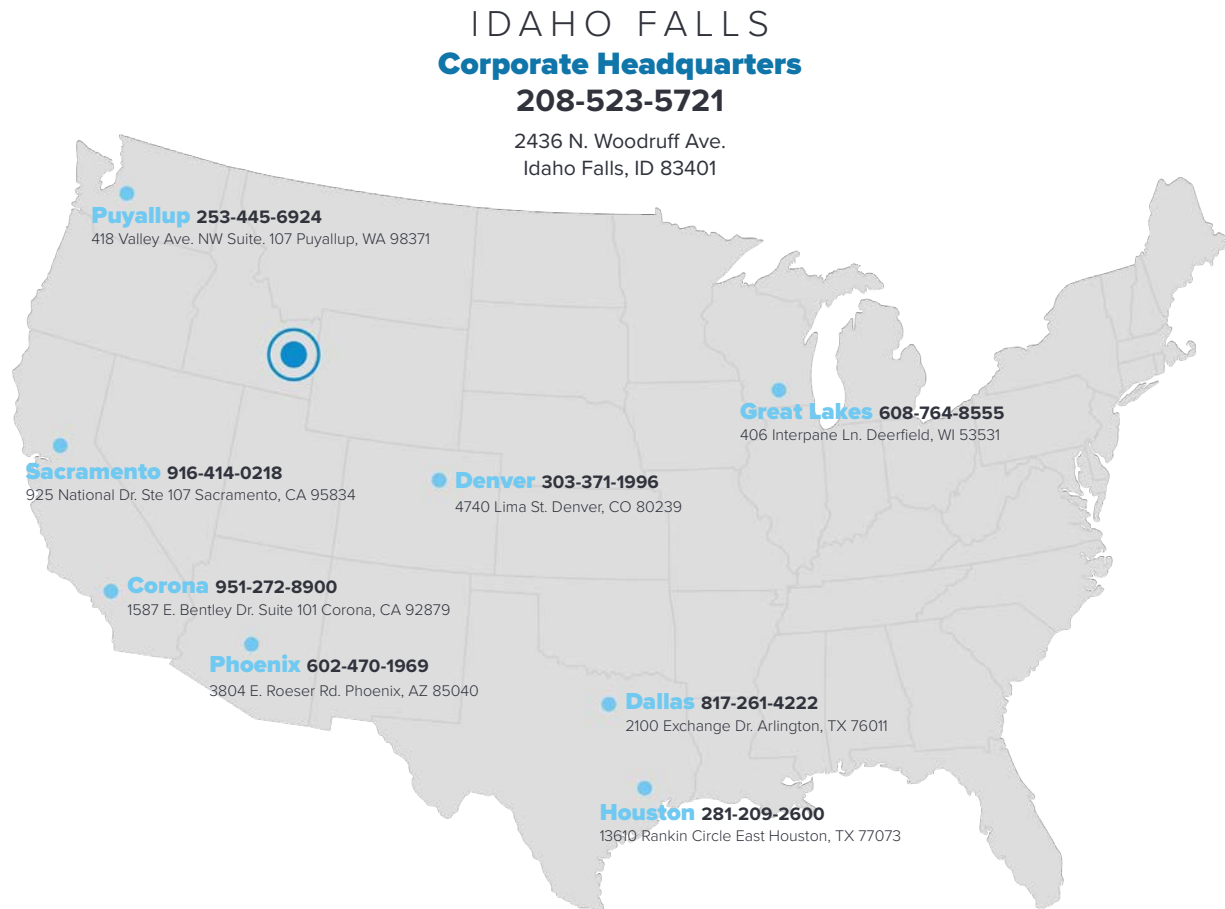 IDAHO FALLS
Corporate Headquarters
208-523-5721
2436 N. Woodruff Ave.
Idaho Falls, ID 83401
Puyallup 253-445-6924
418 Valley Ave. NW Suite. 107 Puyallup, WA 98371
Great Lakes 608-764-8555
406 Interpane Ln. Deerfield, WI 53531
Sacramento 916-414-0218
925 National Dr. Ste 107 Sacramento, CA 95834
Denver 303-371-1996
4740 Lima St. Denver, CO 80239
Corona 951-272-8900
1587 E. Bentley Dr. Suite 101 Corona, CA 92879
Phoenix 602-470-1969
3804 E. Roeser Rd. Phoenix, AZ 85040
Dallas 817-261-4222
2100 Exchange Dr. Arlington, TX 76011
Houston 281-209-2600
13610 Rankin Circle East Houston, TX 77073